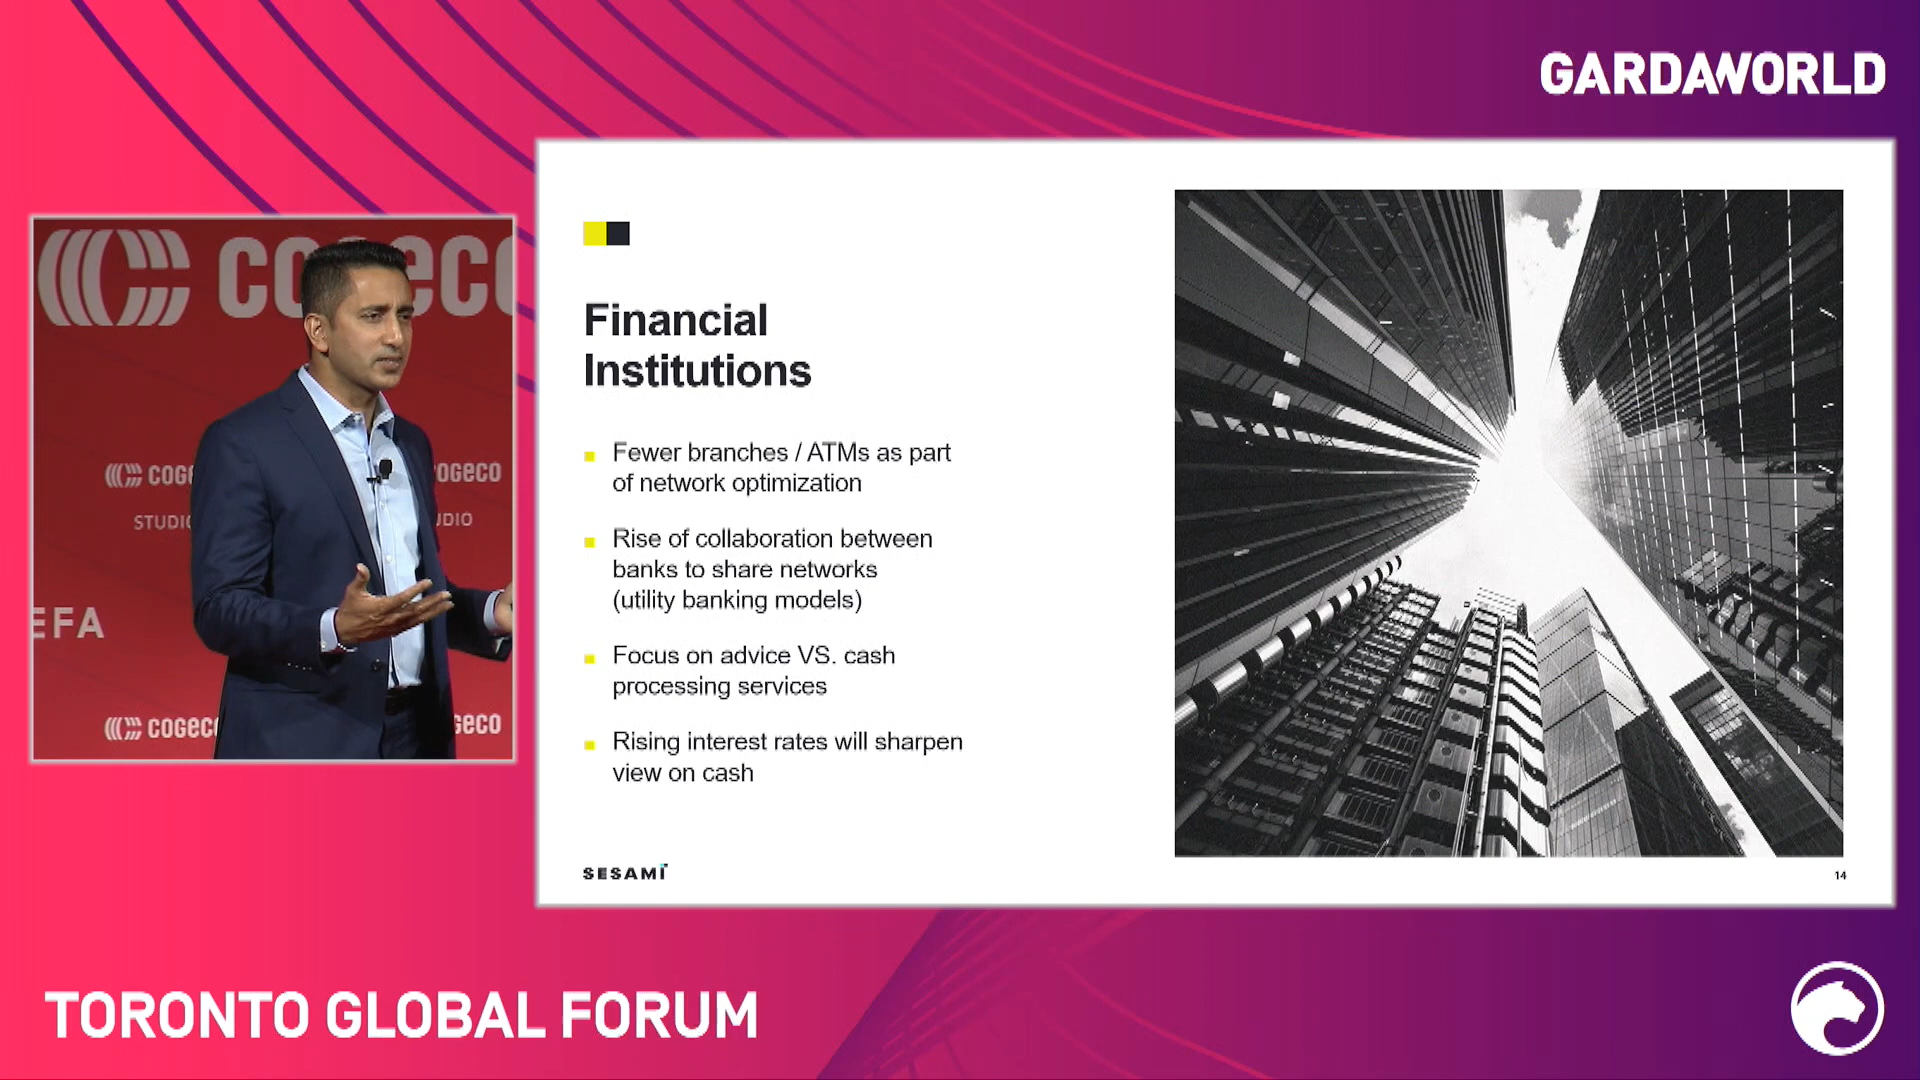 GARDAWORLD
COGECO
COGECO
COGECO
STUDIO
STUDIO
EFA
COGECO
COGECO
Financial
Institutions
Fewer branches / ATMs as part
of network optimization
Rise of collaboration between
banks to share networks
(utility banking models)
Focus on advice VS. cash
processing services
Rising interest rates will sharpen
view on cash
SESAMI
14
TORONTO GLOBAL FORUM